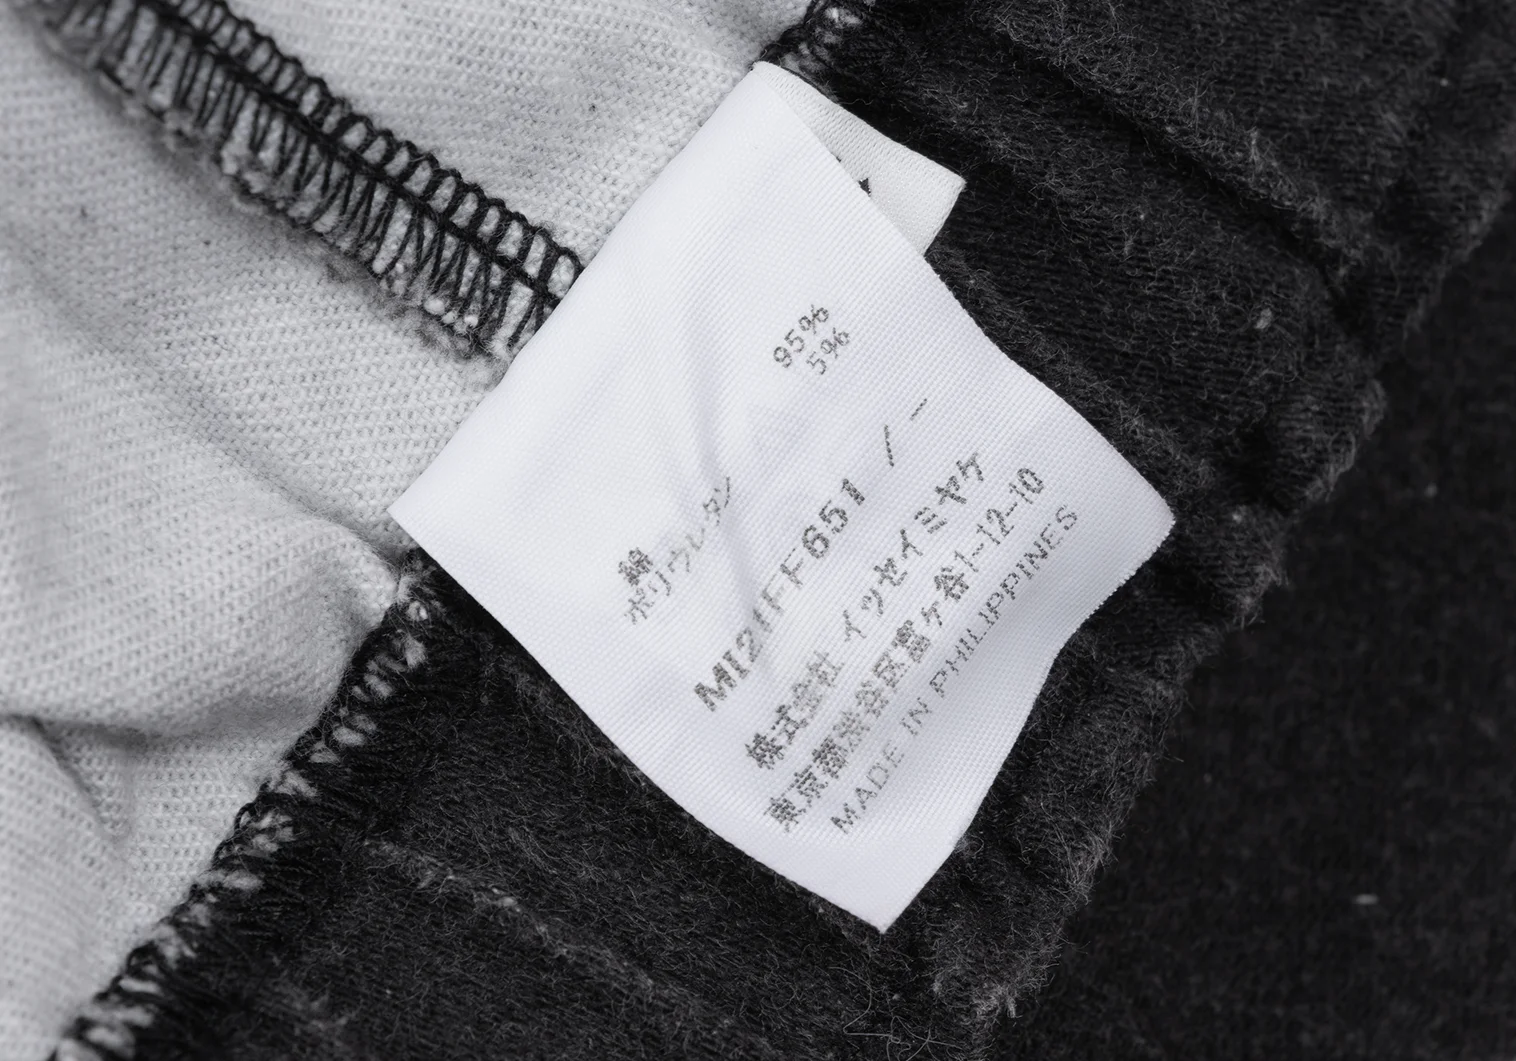 綿 95%
ポリウレタン 5%
MI21FF651 / -
株式会社 イッセイミヤケ
東京都渋谷区富ヶ谷1-12-10
MADE IN PHILIPPINES